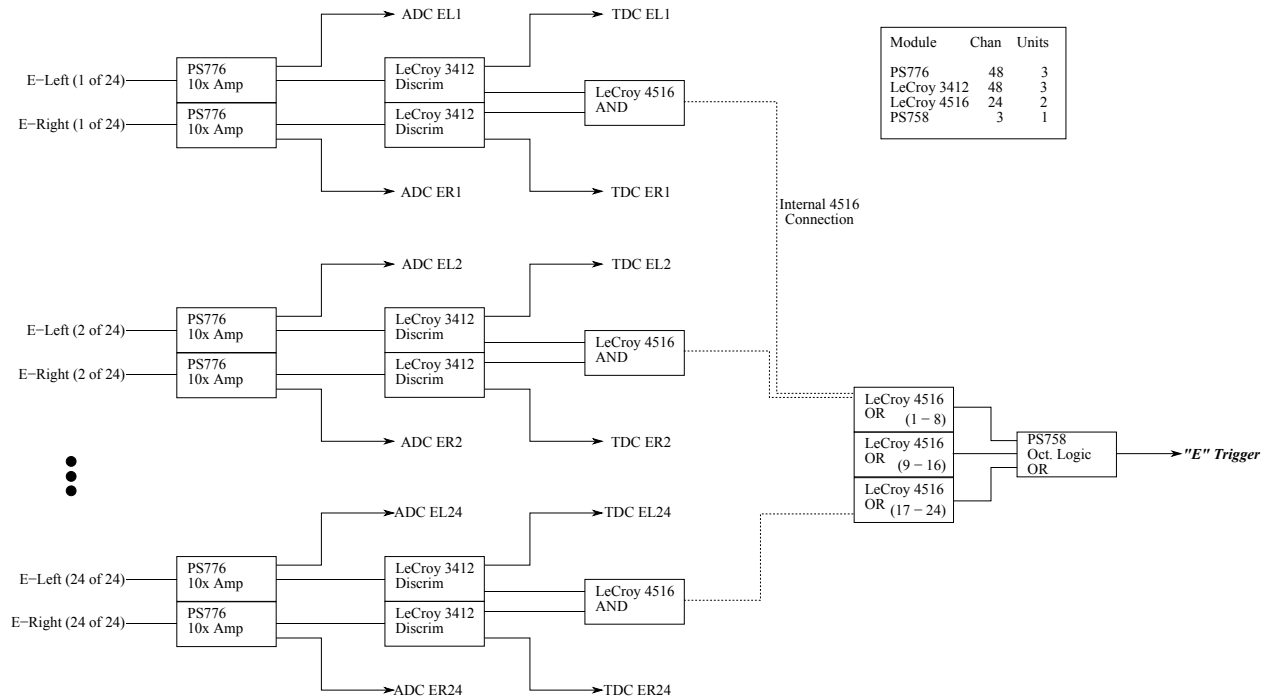 ADC EL1
TDC EL1
E−Left (1 of 24)
PS776
10x Amp
LeCroy 3412
Discrim
LeCroy 4516
AND
E−Right (1 of 24)
PS776
10x Amp
LeCroy 3412
Discrim
ADC ER1
TDC ER1
Module Chan Units
PS776 48 3
LeCroy 3412 48 3
LeCroy 4516 24 2
PS758 3 1
Internal 4516
Connection
ADC EL2
TDC EL2
E−Left (2 of 24)
PS776
10x Amp
LeCroy 3412
Discrim
LeCroy 4516
AND
E−Right (2 of 24)
PS776
10x Amp
LeCroy 3412
Discrim
ADC ER2
TDC ER2
LeCroy 4516
OR
(1 − 8)
LeCroy 4516
OR (9 − 16)
LeCroy 4516
OR
(17 − 24)
PS758
Oct. Logic
OR
"E" Trigger
ADC EL24
TDC EL24
E−Left (24 of 24)
PS776
10x Amp
LeCroy 3412
Discrim
LeCroy 4516
AND
E−Right (24 of 24)
PS776
10x Amp
LeCroy 3412
Discrim
ADC ER24
TDC ER24